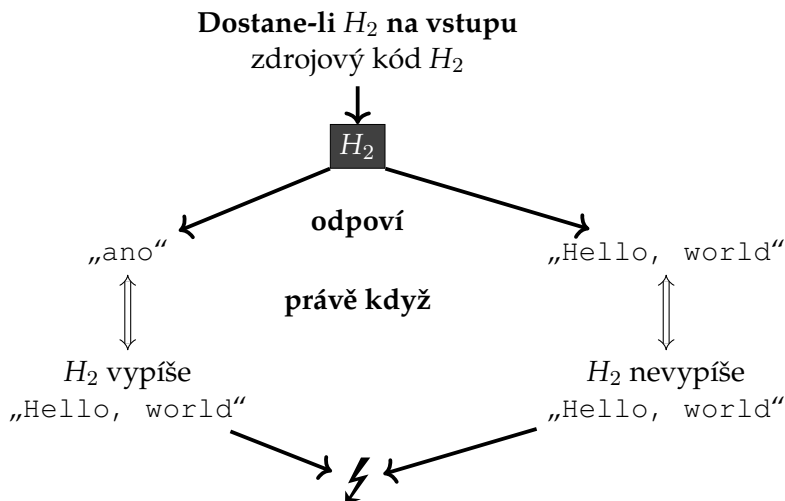 Dostane-li H₂ na vstupu
zdrojový kód H₂
H₂
odpoví
„ano“
„Hello, world“
právě když
H₂ vypíše
„Hello, world“
H₂ nevypíše
„Hello, world“